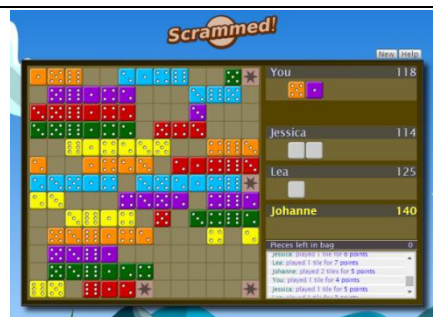 Scrammed!
New Help
You 118
Jessica 114
Lea 125
Johanne 140
Pieces left in bag 0
Jessica: played 1 tile for 6 points
Lea: played 1 tile for 7 points
Johanne: played 2 tiles for 5 points
You: played 1 tile for 4 points
Jessica: played 1 tile for 5 points